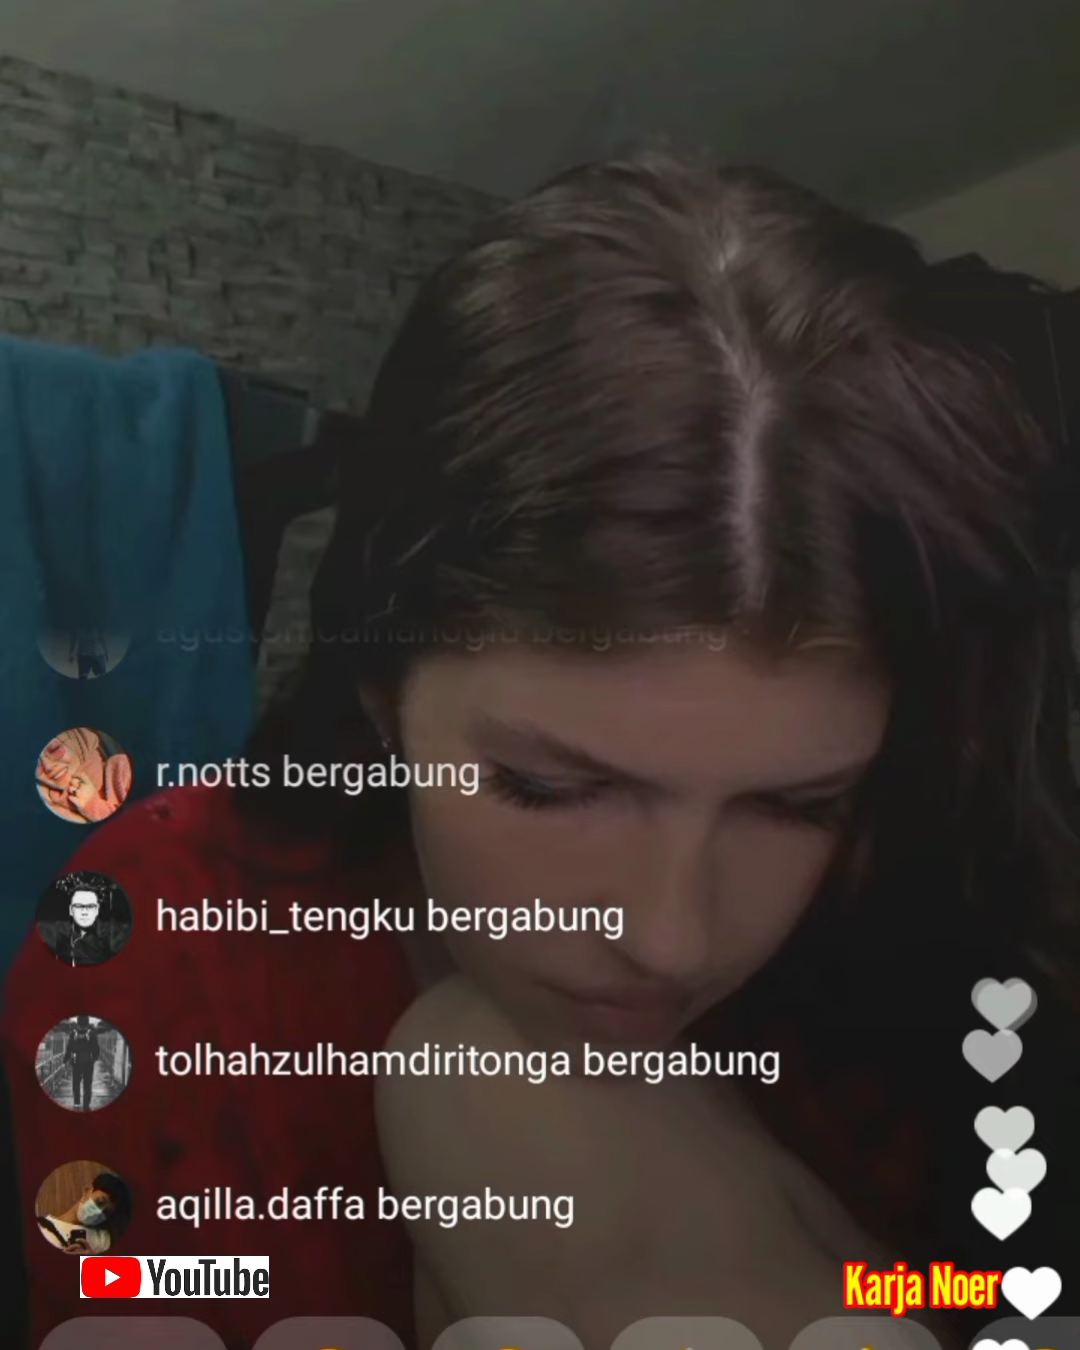 r.notts bergabung
habibi_tengku bergabung
tolhahzulhamdiritonga bergabung
aqilla.daffa bergabung
YouTube
Karja Noer